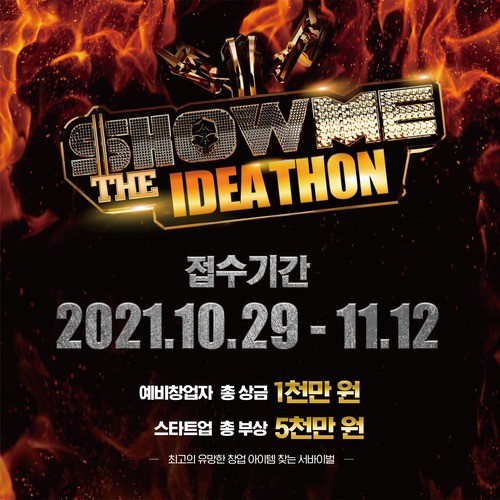 SHOW ME
THE IDEATHON
접수기간
2021.10.29 - 11.12
예비창업자 총 상금 1천만 원
스타트업 총 부상 5천만 원
최고의 유망한 창업 아이템 찾는 서바이벌